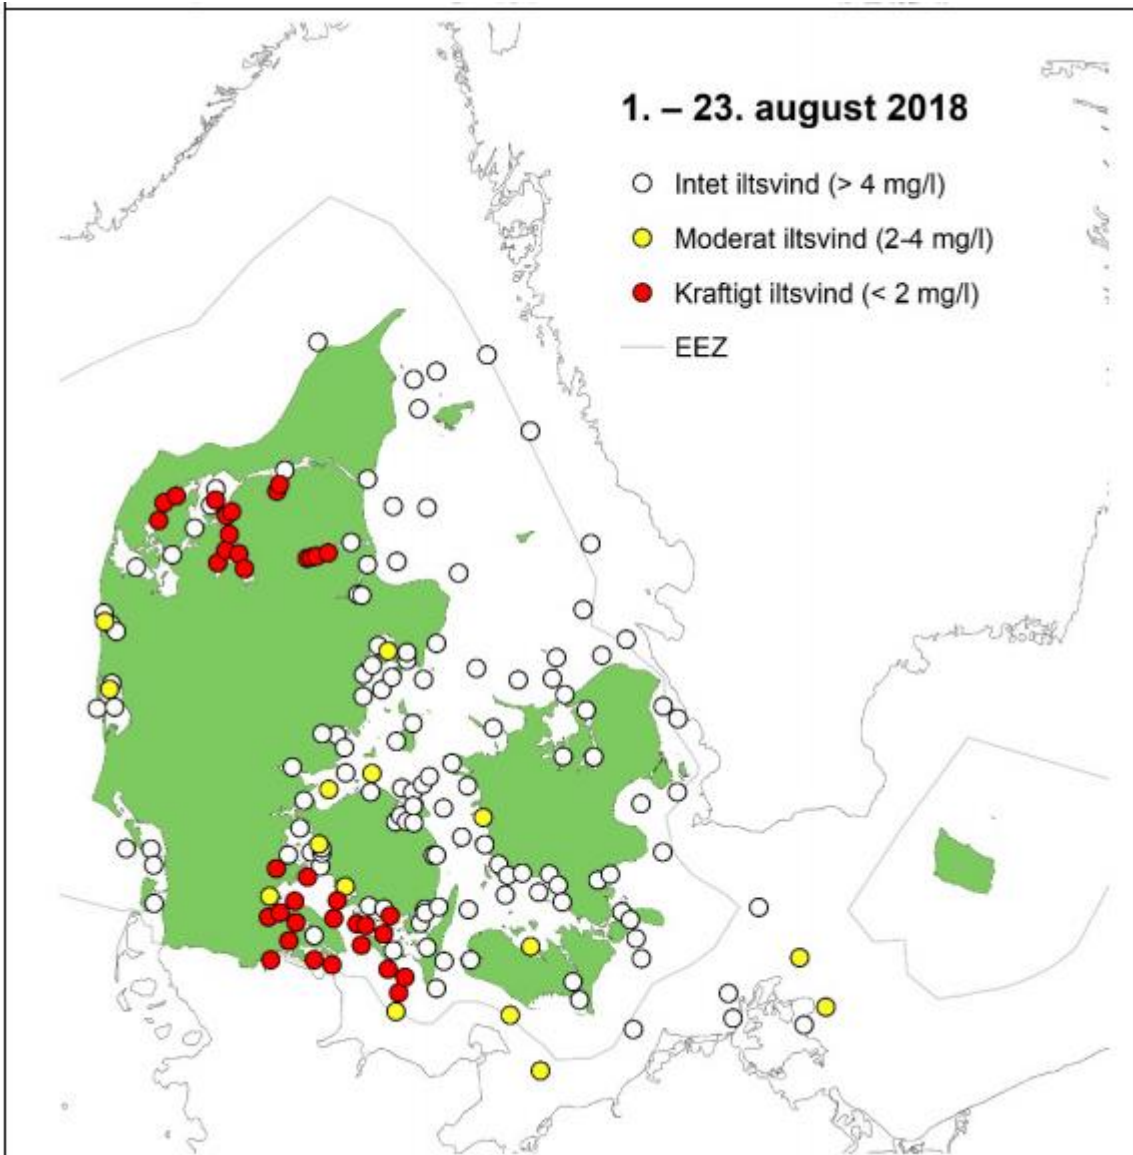 1. – 23. august 2018
Intet iltsvind (> 4 mg/l)
Moderat iltsvind (2-4 mg/l)
Kraftigt iltsvind (< 2 mg/l)
EEZ